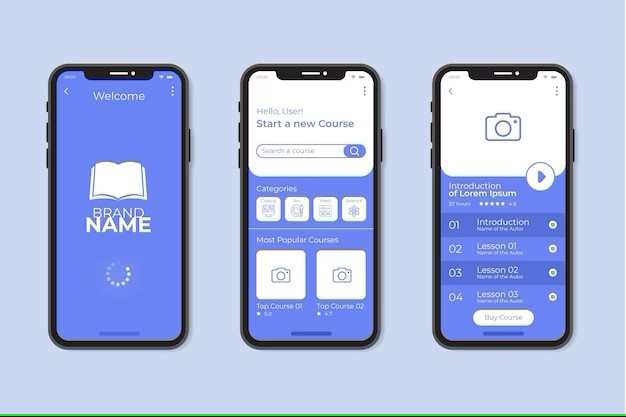 Welcome
BRAND
NAME
Hello, User!
Start a new Course
Search a course
Categories
Coding Art Math Science
Most Popular Courses
Top Course 01 Top Course 02
5.0 4.7
Introduction
of Lorem Ipsum
20 hours ★★★★★ 4.8
01 Introduction
Name of the Autor
02 Lesson 01
Name of the Autor
03 Lesson 02
Name of the Autor
04 Lesson 03
Name of the Autor
Buy Course